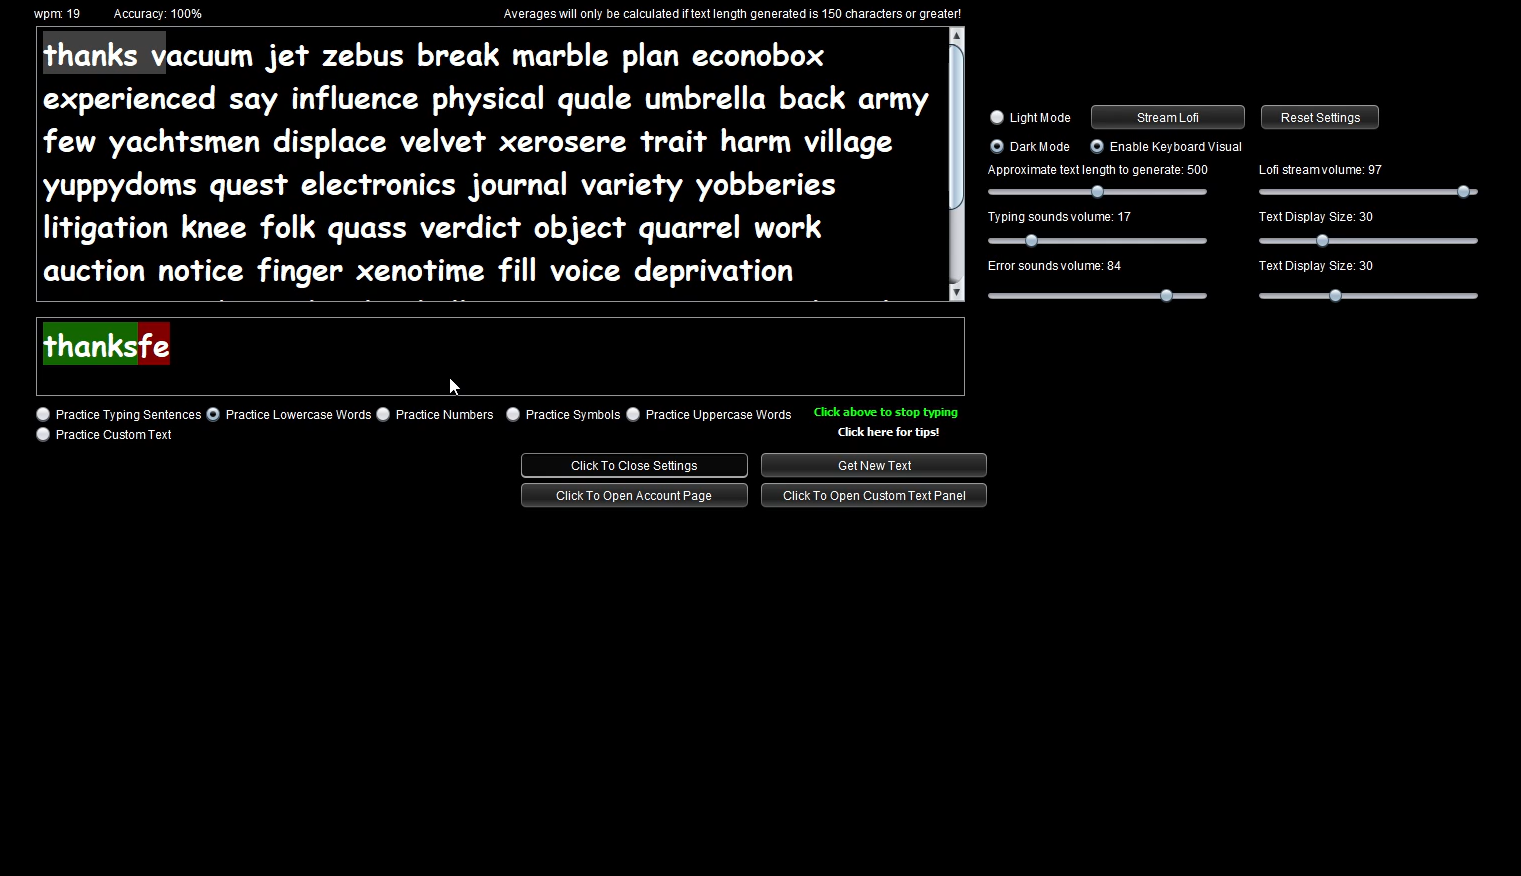 wpm: 19 Accuracy: 100% Averages will only be calculated if text length generated is 150 characters or greater!
thanks vacuum jet zebus break marble plan econobox
experienced say influence physical quale umbrella back army
few yachtsmen displace velvet xerosere trait harm village
yuppydoms quest electronics journal variety yobberies
litigation knee folk quass verdict object quarrel work
auction notice finger xenotime fill voice deprivation
thanksfe
Practice Typing Sentences Practice Lowercase Words Practice Numbers Practice Symbols Practice Uppercase Words
Practice Custom Text
Click above to stop typing
Click here for tips!
Click To Close Settings Get New Text
Click To Open Account Page Click To Open Custom Text Panel
Light Mode Stream Lofi Reset Settings
Dark Mode Enable Keyboard Visual
Approximate text length to generate: 500 Lofi stream volume: 97
Typing sounds volume: 17 Text Display Size: 30
Error sounds volume: 84 Text Display Size: 30